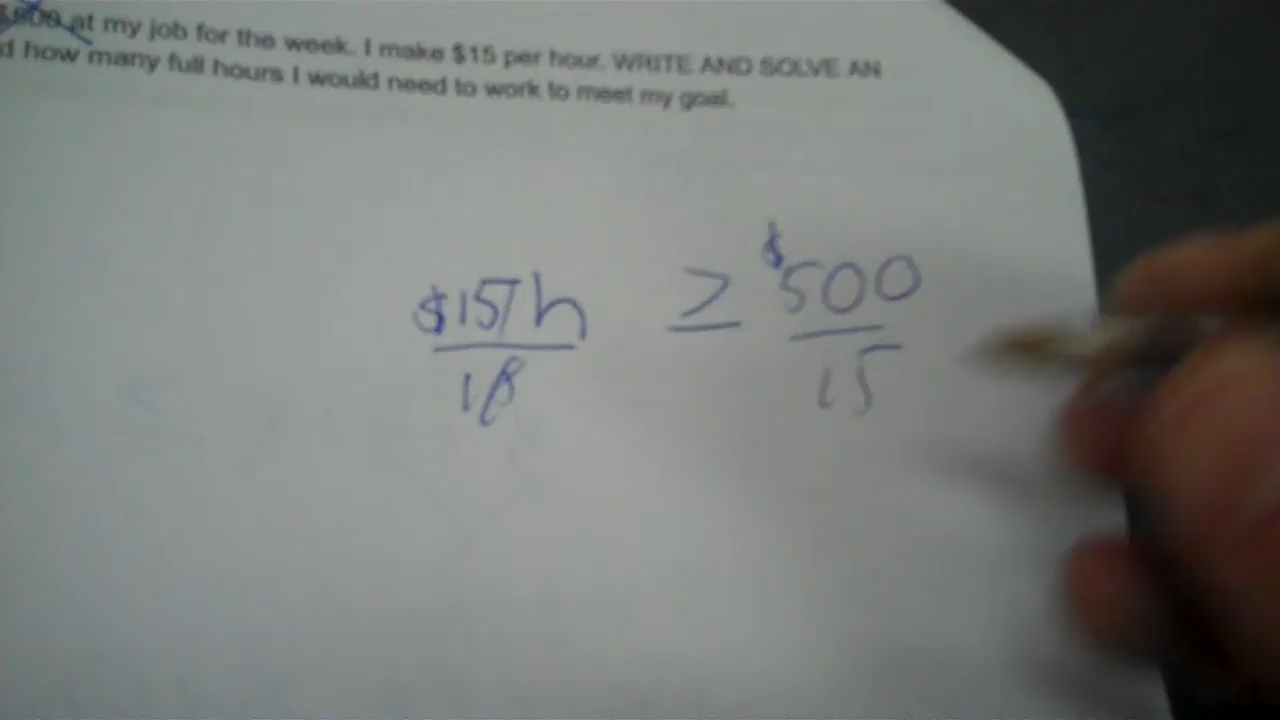 at my job for the week. I make $15 per hour. WRITE AND SOLVE AN
how many full hours I would need to work to meet my goal.
$15h ≥ $500
15